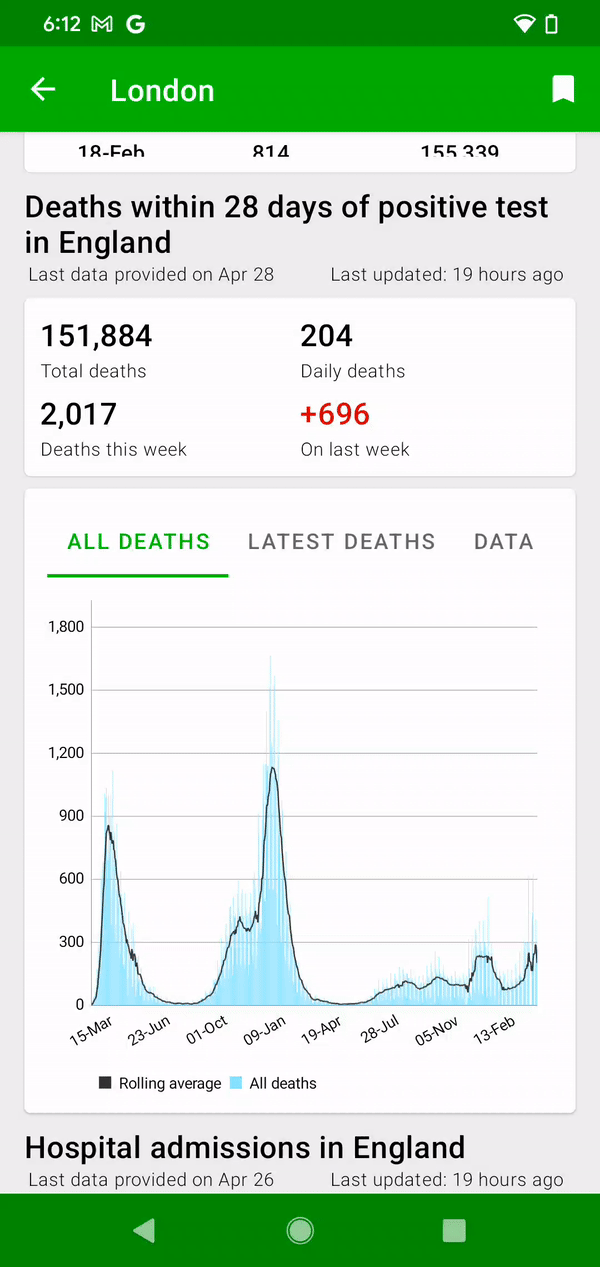 6:12
London
18-Feb 814 155,339
Deaths within 28 days of positive test
in England
Last data provided on Apr 28 Last updated: 19 hours ago
151,884 204
Total deaths Daily deaths
2,017 +696
Deaths this week On last week
ALL DEATHS LATEST DEATHS DATA
1,800
1,500
1,200
900
600
300
0
15-Mar 23-Jun 01-Oct 09-Jan 19-Apr 28-Jul 05-Nov 13-Feb
Rolling average All deaths
Hospital admissions in England
Last data provided on Apr 26 Last updated: 19 hours ago